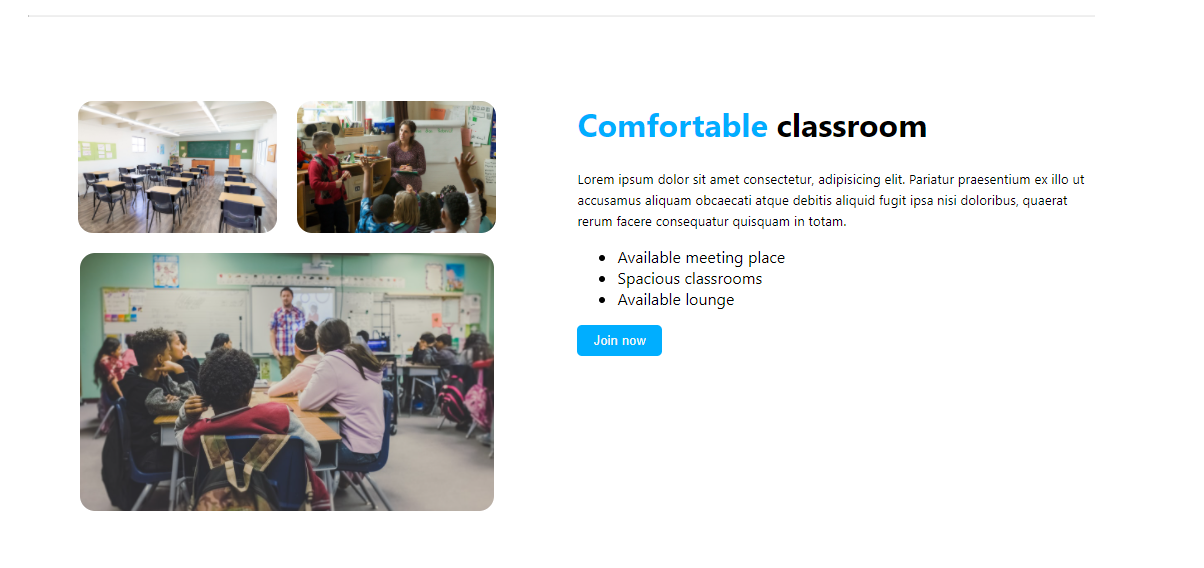 Comfortable classroom
Lorem ipsum dolor sit amet consectetur, adipisicing elit. Pariatur praesentium ex illo ut
accusamus aliquam obcaecati atque debitis aliquid fugit ipsa nisi doloribus, quaerat
rerum facere consequatur quisquam in totam.
Available meeting place
Spacious classrooms
Available lounge
Join now